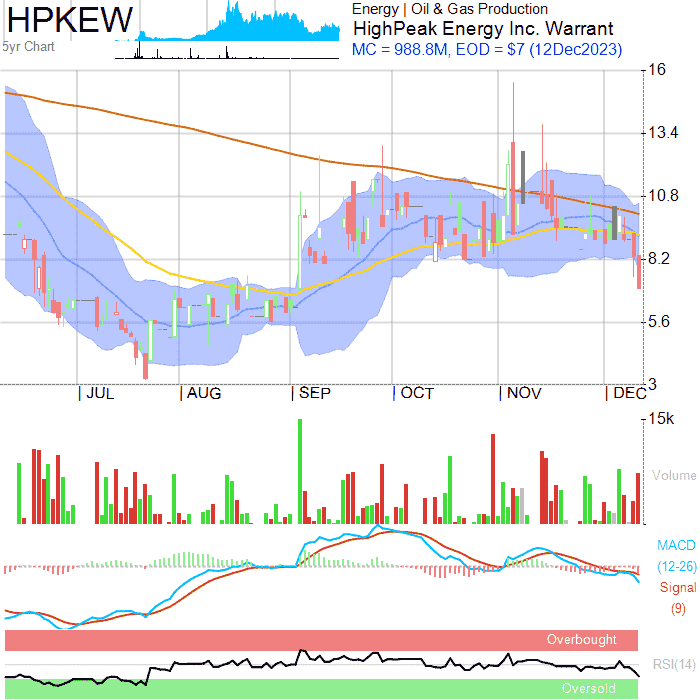 HPKEW
5yr Chart
Energy | Oil & Gas Production
HighPeak Energy Inc. Warrant
MC = 988.8M, EOD = $7 (12Dec2023)
16
13.4
10.8
8.2
5.6
3
| JUL | AUG | SEP | OCT | NOV | DEC
15k
Volume
MACD
(12-26)
Signal
(9)
Overbought
RSI(14)
Oversold